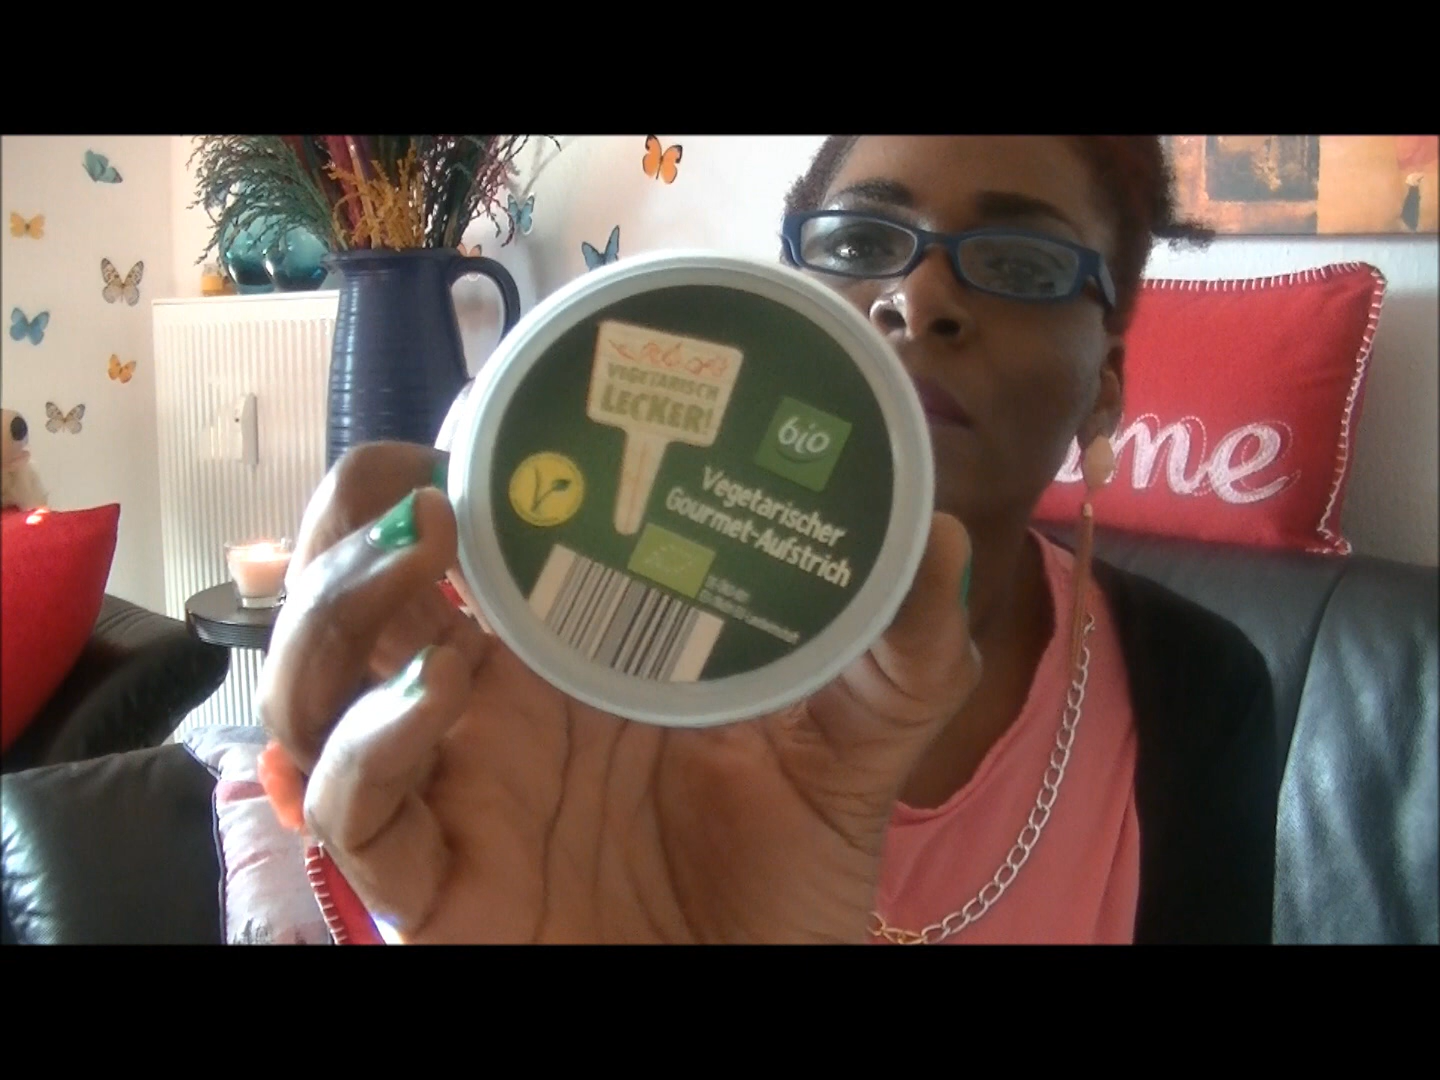 VEGETARISCH
LECKER!
bio
Vegetarischer
Gourmet-Aufstrich
me